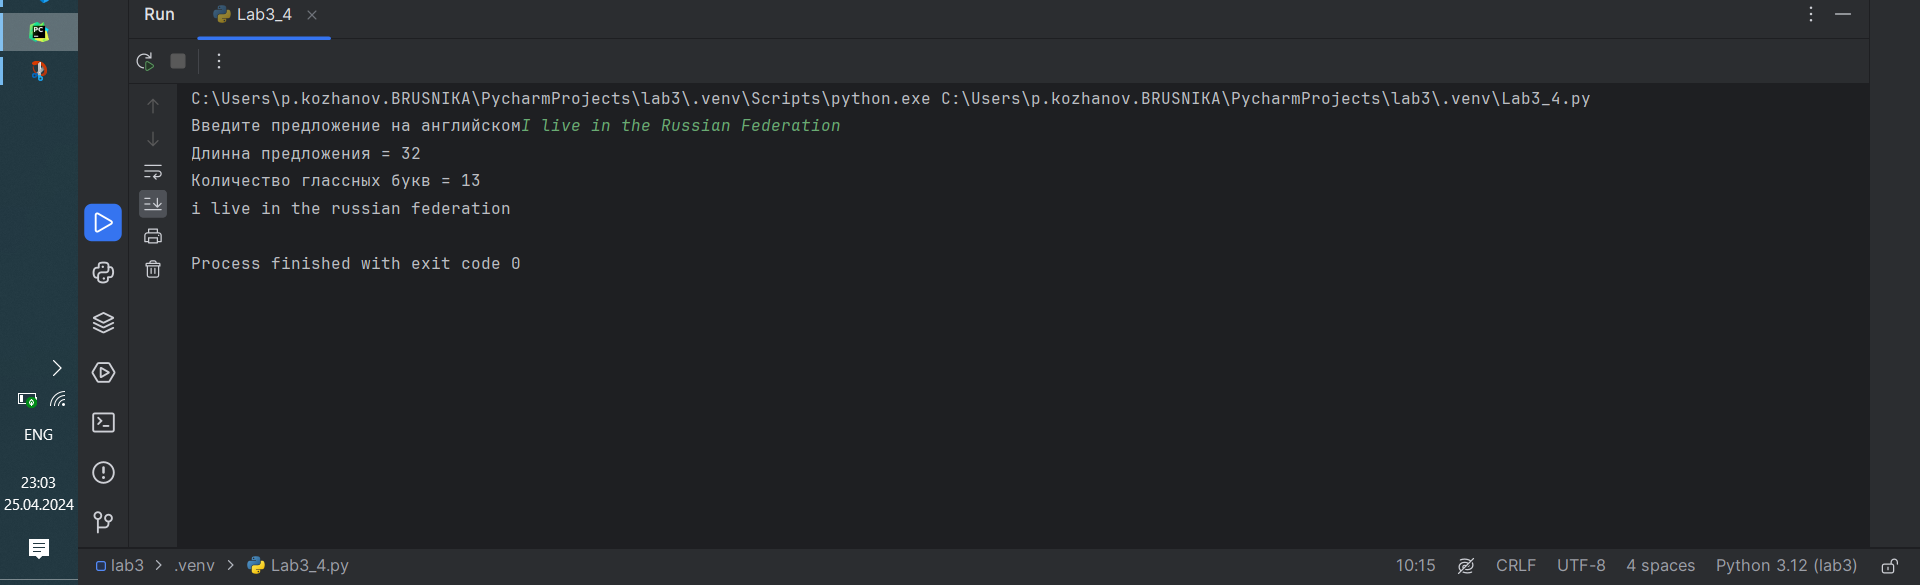 Run Lab3_4
C:\Users\p.kozhanov.BRUSNIKA\PycharmProjects\lab3\.venv\Scripts\python.exe C:\Users\p.kozhanov.BRUSNIKA\PycharmProjects\lab3\.venv\Lab3_4.py
Введите предложение на английскомI live in the Russian Federation
Длинна предложения = 32
Количество глассных букв = 13
i live in the russian federation
Process finished with exit code 0
PC
ENG
23:03
25.04.2024
lab3 > .venv > Lab3_4.py 10:15 CRLF UTF-8 4 spaces Python 3.12 (lab3)